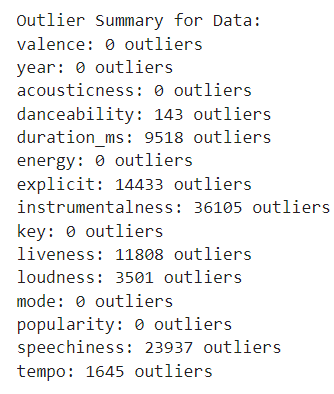 Outlier Summary for Data:
valence: 0 outliers
year: 0 outliers
acousticness: 0 outliers
danceability: 143 outliers
duration_ms: 9518 outliers
energy: 0 outliers
explicit: 14433 outliers
instrumentalness: 36105 outliers
key: 0 outliers
liveness: 11808 outliers
loudness: 3501 outliers
mode: 0 outliers
popularity: 0 outliers
speechiness: 23937 outliers
tempo: 1645 outliers